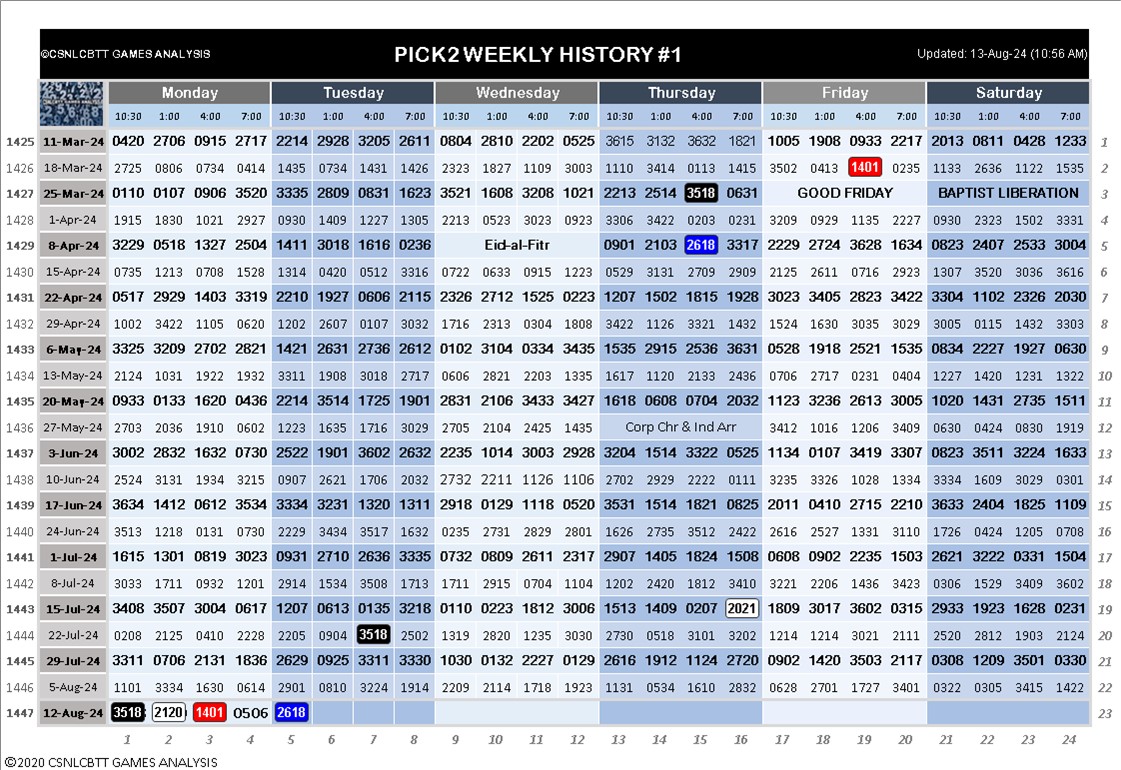 ©CSNLCBTT GAMES ANALYSIS PICK2 WEEKLY HISTORY #1 Updated: 13-Aug-24 (10:56 AM)
Monday Tuesday Wednesday Thursday Friday Saturday
10:30 1:00 4:00 7:00 10:30 1:00 4:00 7:00 10:30 1:00 4:00 7:00 10:30 1:00 4:00 7:00 10:30 1:00 4:00 7:00 10:30 1:00 4:00 7:00
1425 11-Mar-24 0420 2706 0915 2717 2214 2928 3205 2611 0804 2810 2202 0525 3615 3132 3632 1821 1005 1908 0933 2217 2013 0811 0428 1233 1
1426 18-Mar-24 2725 0806 0734 0414 1435 0734 1431 1426 2323 1827 1109 3003 1110 3414 0113 1415 3502 0413 1401 0235 1133 2636 1122 1535 2
1427 25-Mar-24 0110 0107 0906 3520 3335 2809 0831 1623 3521 1608 3208 1021 2213 2514 3518 0631 GOOD FRIDAY BAPTIST LIBERATION 3
1428 1-Apr-24 1915 1830 1021 2927 0930 1409 1227 1305 2213 0523 3023 0923 3306 3422 0203 0231 3209 0929 1135 2227 0930 2323 1502 3331 4
1429 8-Apr-24 3229 0518 1327 2504 1411 3018 1616 0236 Eid-al-Fitr 0901 2103 2618 3317 2229 2724 3628 1634 0823 2407 2533 3004 5
1430 15-Apr-24 0735 1213 0708 1528 1314 0420 0512 3316 0722 0633 0915 1223 0529 3131 2709 2909 2125 2611 0716 2923 1307 3520 3036 3616 6
1431 22-Apr-24 0517 2929 1403 3319 2210 1927 0606 2115 2326 2712 1525 0223 1207 1502 1815 1928 3023 3405 2823 3422 3304 1102 2326 2030 7
1432 29-Apr-24 1002 3422 1105 0620 1202 2607 0107 3032 1716 2313 0304 1808 3422 1126 3321 1432 1524 1630 3035 3029 3005 0115 1432 3303 8
1433 6-May-24 3325 3209 2702 2821 1421 2631 2736 2612 0102 3104 0334 3435 1535 2915 2536 3631 0528 1918 2521 1535 0834 2227 1927 0630 9
1434 13-May-24 2124 1031 1922 1932 3311 1908 3018 2717 0606 2821 2203 1335 1617 1120 2133 2436 0706 2717 0231 0404 1227 1420 1231 1322 10
1435 20-May-24 0933 0133 1620 0436 2214 3514 1725 1901 2831 2106 3433 3427 1618 0608 0704 2032 1123 3236 2613 3005 1020 1431 2735 1511 11
1436 27-May-24 2703 2036 1910 0602 1223 1635 1716 3029 2705 2104 2425 1435 Corp Chr & Ind Arr 3412 1016 1206 3409 0630 0424 0830 1919 12
1437 3-Jun-24 3002 2832 1632 0730 2522 1901 3602 2632 2235 1014 3003 2928 3204 1514 3322 0525 1134 0107 3419 3307 0823 3511 3224 1633 13
1438 10-Jun-24 2524 3131 1934 3215 0907 2621 1706 2032 2732 2211 1126 1106 2702 2929 2222 0111 3235 3326 1028 1334 3334 1609 3029 0301 14
1439 17-Jun-24 3634 1412 0612 3534 3334 3231 1320 1311 2918 0129 1118 0520 3531 1514 1821 0825 2011 0410 2715 2210 3633 2404 1825 1109 15
1440 24-Jun-24 3513 1218 0131 0730 2229 3434 3517 1632 0235 2731 2829 2801 1626 2735 3512 2422 2616 2527 1331 3110 1726 0424 1205 0708 16
1441 1-Jul-24 1615 1301 0819 3023 0931 2710 2636 3335 0732 0809 2611 2317 2907 1405 1824 1508 0608 0902 2235 1503 2621 3222 0331 1504 17
1442 8-Jul-24 3033 1711 0932 1201 2914 1534 3508 1713 1711 2915 0704 1104 1202 2420 1812 3410 3221 2206 1436 3423 0306 1529 3409 3602 18
1443 15-Jul-24 3408 3507 3004 0617 1207 0613 0135 3218 0110 0223 1812 3006 1513 1409 0207 2021 1809 3017 3602 0315 2933 1923 1628 0231 19
1444 22-Jul-24 0208 2125 0410 2228 2205 0904 3518 2502 1319 2820 1235 3030 2730 0518 3101 3202 1214 1214 3021 2111 2520 2812 1903 2124 20
1445 29-Jul-24 3311 0706 2131 1836 2629 0925 3311 3330 1030 0132 2227 0129 2616 1912 1124 2720 0902 1420 3503 2117 0308 1209 3501 0330 21
1446 5-Aug-24 1101 3334 1630 0614 2901 0810 3224 1914 2209 2114 1718 1923 1131 0534 1610 2832 0628 2701 1727 3401 0322 0305 3415 1422 22
1447 12-Aug-24 3518 2120 1401 0506 2618 23
1 2 3 4 5 6 7 8 9 10 11 12 13 14 15 16 17 18 19 20 21 22 23 24
©2020 CSNLCBTT GAMES ANALYSIS